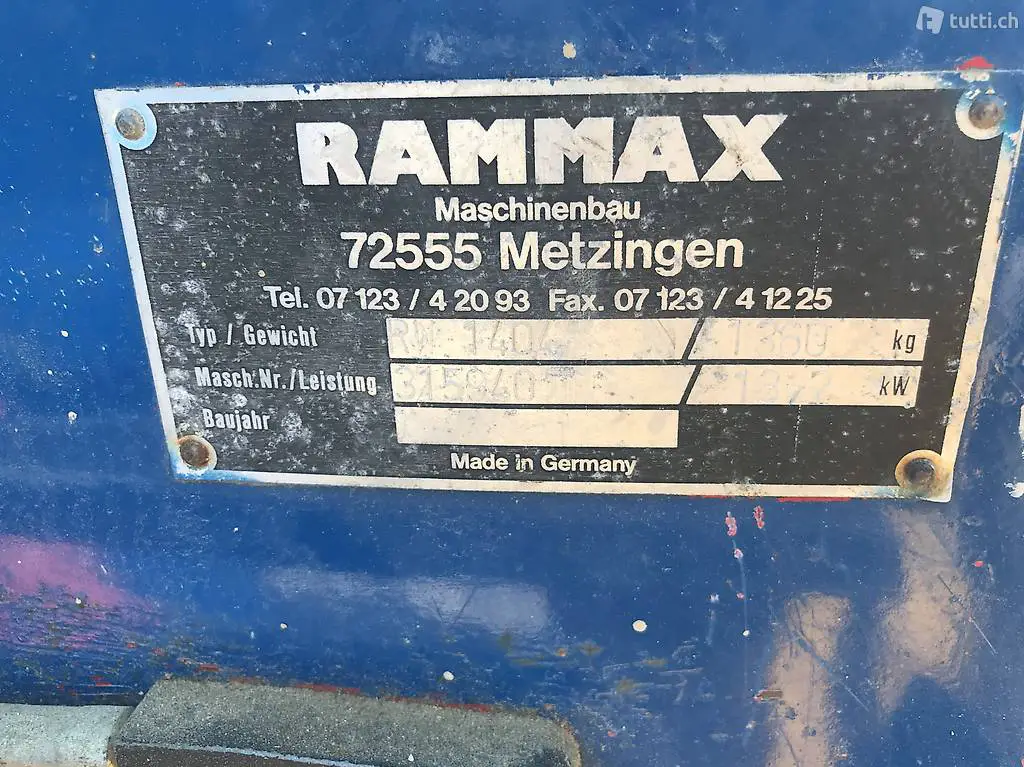 tutti.ch
RAMMAX
Maschinenbau
72555 Metzingen
Tel. 07 123 / 4 20 93 Fax. 07 123 / 4 12 25
Typ / Gewicht / 1380 kg
Masch.Nr./Leistung / kW
Baujahr
Made in Germany